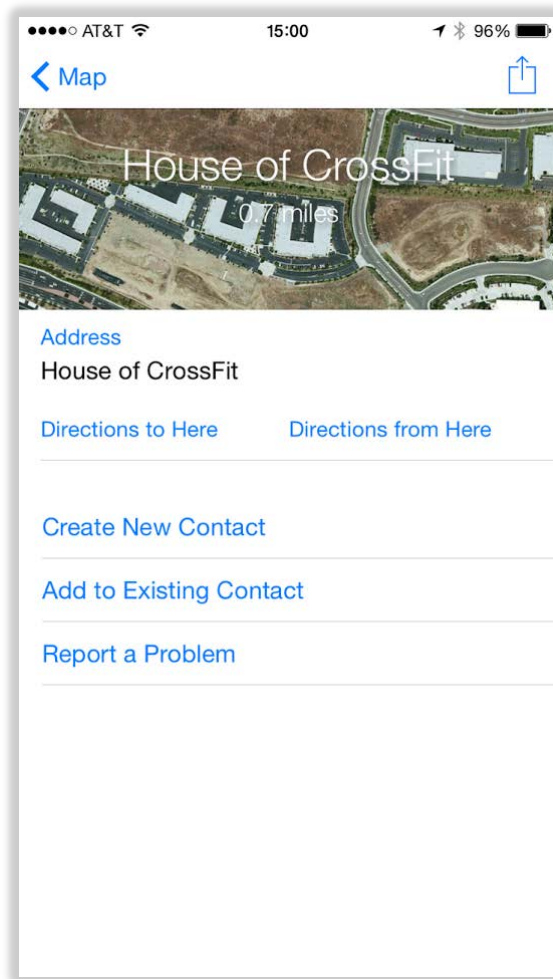 AT&T 15:00 96%
Map
House of CrossFit
0.7 miles
Address
House of CrossFit
Directions to Here Directions from Here
Create New Contact
Add to Existing Contact
Report a Problem